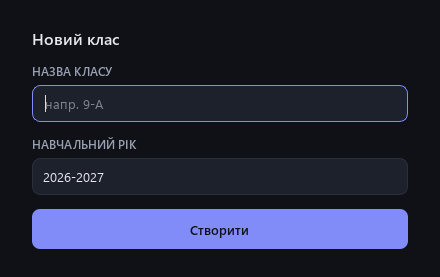 Новий клас
НАЗВА КЛАСУ
напр. 9-А
НАВЧАЛЬНИЙ РІК
2026-2027
Створити